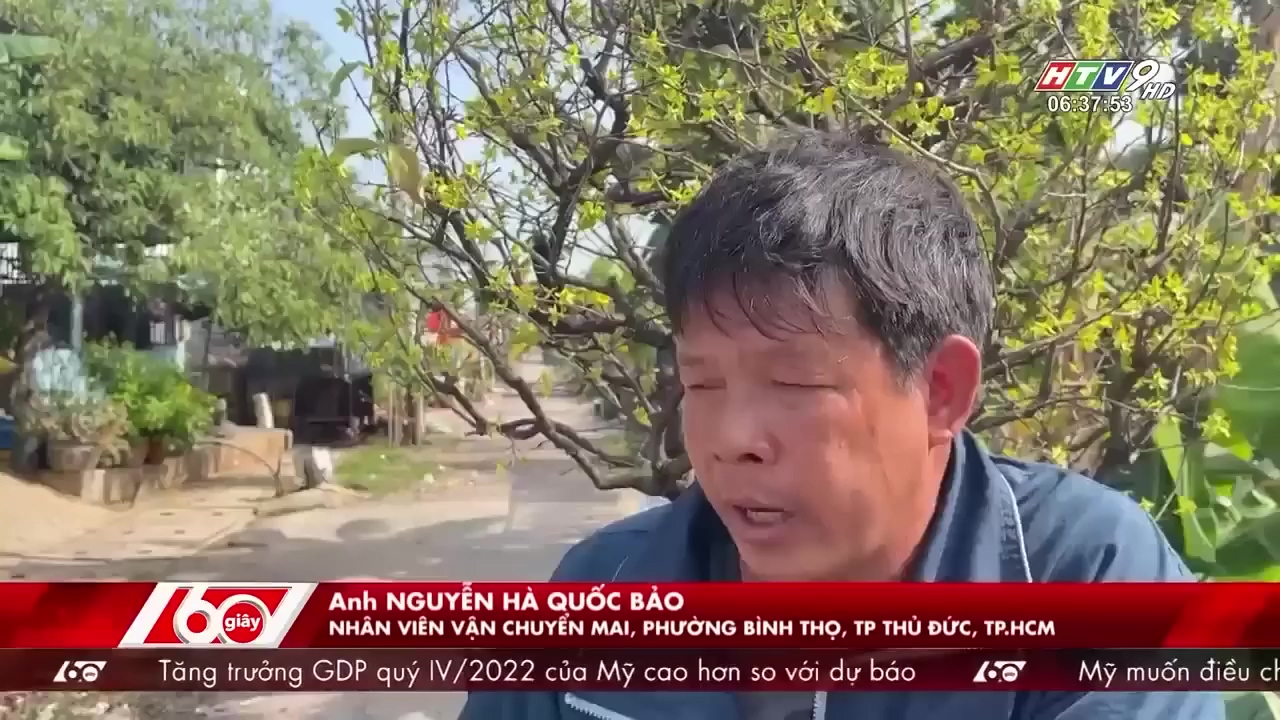 HTV9 HD
06:37:53
60 giây
Anh NGUYỄN HÀ QUỐC BẢO
NHÂN VIÊN VẬN CHUYỂN MAI, PHƯỜNG BÌNH THỌ, TP THỦ ĐỨC, TP.HCM
60 giây Tăng trưởng GDP quý IV/2022 của Mỹ cao hơn so với dự báo 60 giây Mỹ muốn điều ch